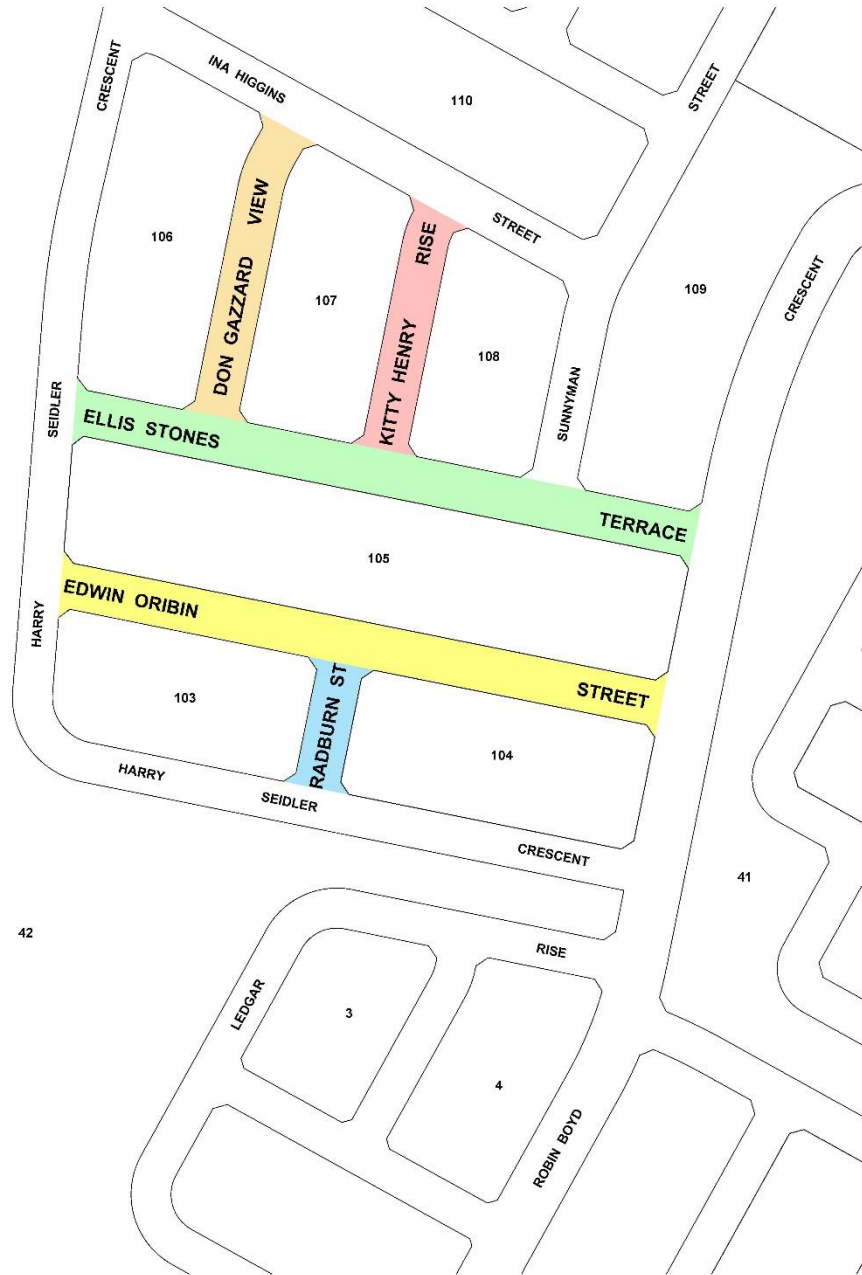 CRESCENT
INA HIGGINS
110
STREET
106
DON GAZZARD VIEW
107
KITTY HENRY RISE
STREET
108
109
CRESCENT
SEIDLER
SUNNYMAN
ELLIS STONES
TERRACE
105
EDWIN ORIBIN
STREET
HARRY
103
RADBURN ST
104
HARRY
SEIDLER
CRESCENT
41
42
RISE
LEDGAR
3
4
ROBIN BOYD